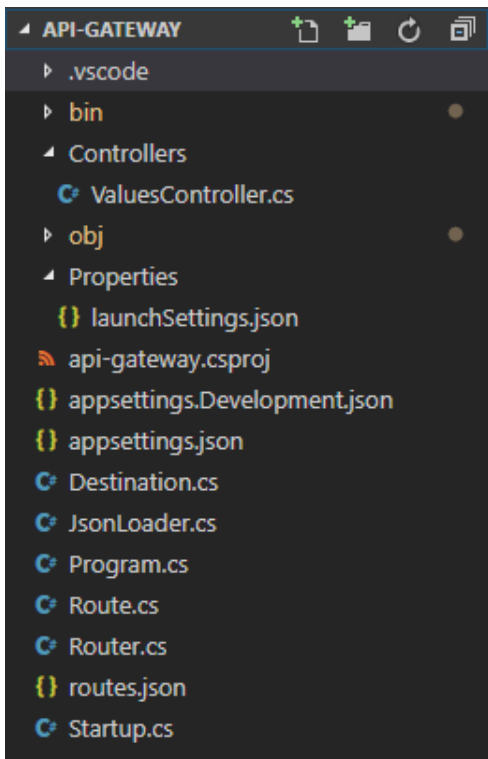 API-GATEWAY
.vscode
bin
Controllers
C# ValuesController.cs
obj
Properties
{} launchSettings.json
api-gateway.csproj
{} appsettings.Development.json
{} appsettings.json
C# Destination.cs
C# JsonLoader.cs
C# Program.cs
C# Route.cs
C# Router.cs
{} routes.json
C# Startup.cs